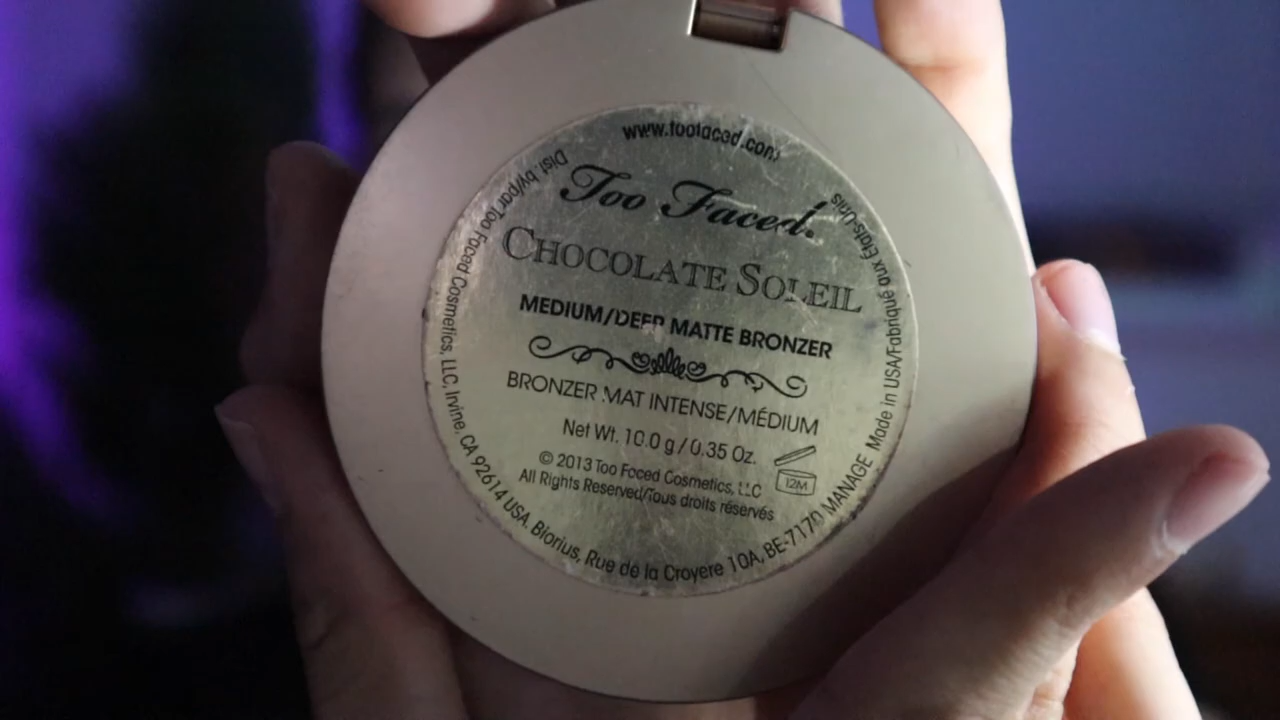 www.toofaced.com
Too Faced.
CHOCOLATE SOLEIL
MEDIUM/DEEP MATTE BRONZER
BRONZER MAT INTENSE/MÉDIUM
Net Wt. 10.0 g / 0.35 Oz.
© 2013 Too Faced Cosmetics, LLC
All Rights Reserved/Tous droits réservés
12M
Dist. by/par Too Faced Cosmetics, LLC, Irvine, CA 92614 USA. Biorius, Rue de la Croyere 10A, BE-7170 MANAGE Made in USA/Fabriqué aux États-Unis